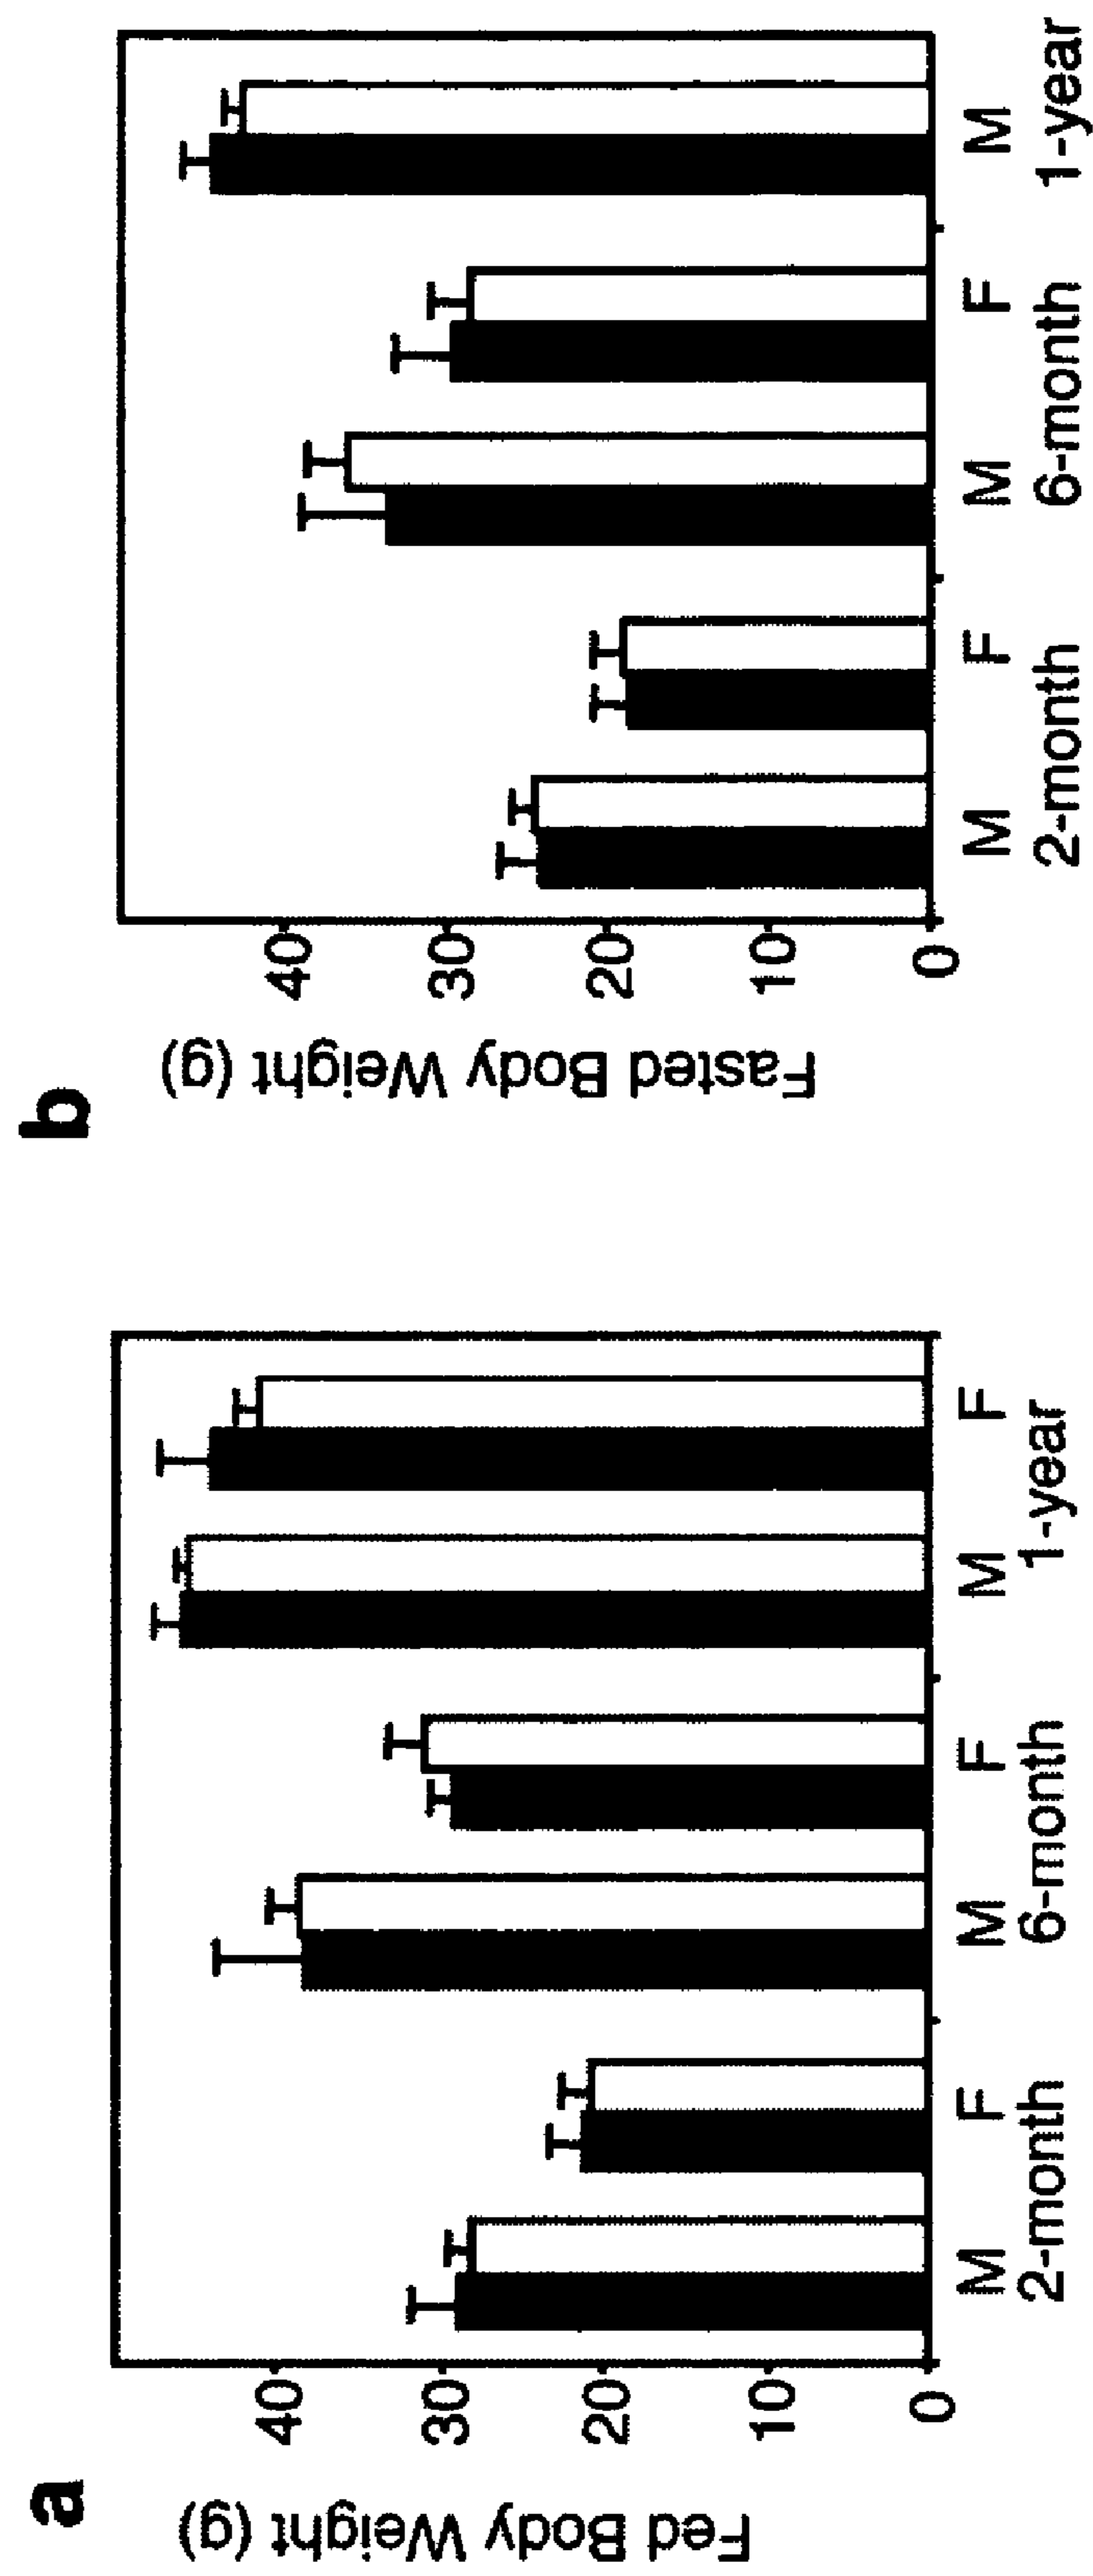 a
Fed Body Weight (g)
40
30
20
10
0
M F M F M F
2-month 6-month 1-year
b
Fasted Body Weight (g)
40
30
20
10
0
M F M F M
2-month 6-month 1-year